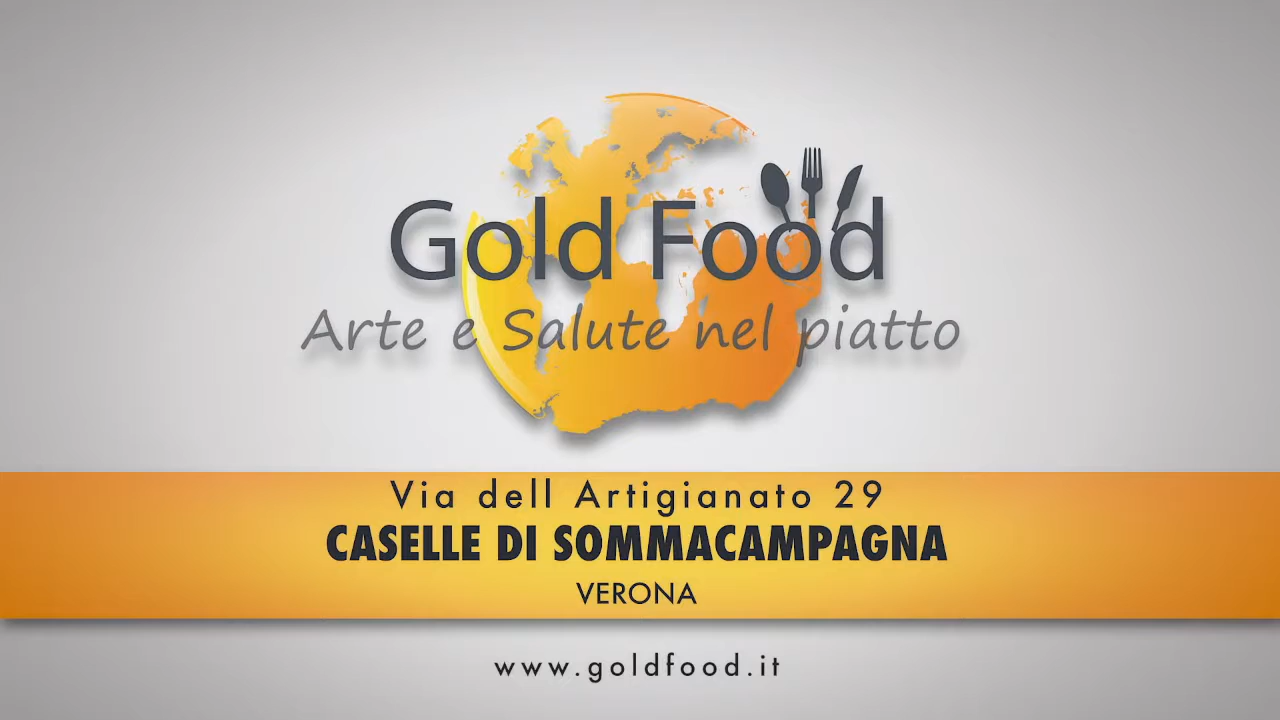 Gold Food
Arte e Salute nel piatto
Via dell Artigianato 29
CASELLE DI SOMMACAMPAGNA
VERONA
www.goldfood.it